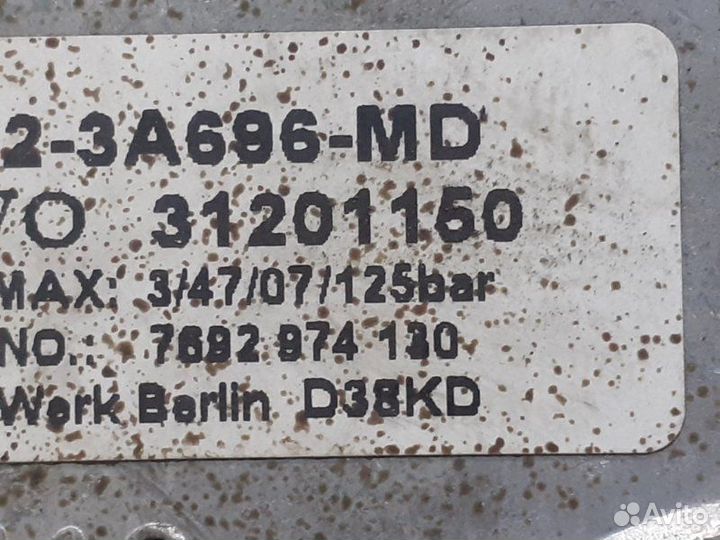 2-3A696-MD
VO 31201150
MAX: 3/47/07/125bar
NO.: 7692 974 130
Werk Berlin D38KD
Avito